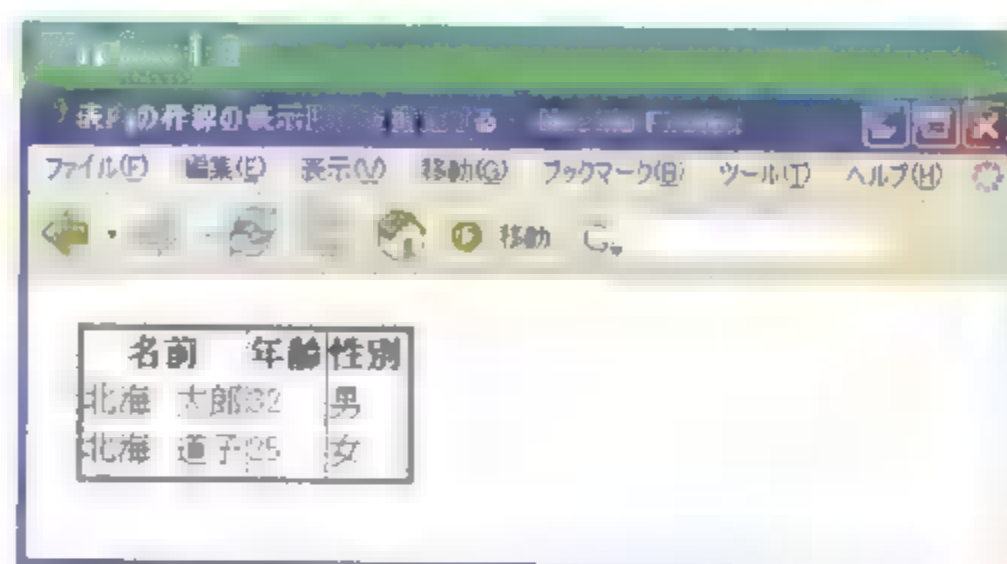 表内の枠線の表示 する
ファイル(F) 編集(E) 表示(V) 移動(G) ブックマーク(B) ツール(T) ヘルプ(H)
移動
名前 年齢 性別
北海 太郎 32 男
北海 道子 25 女